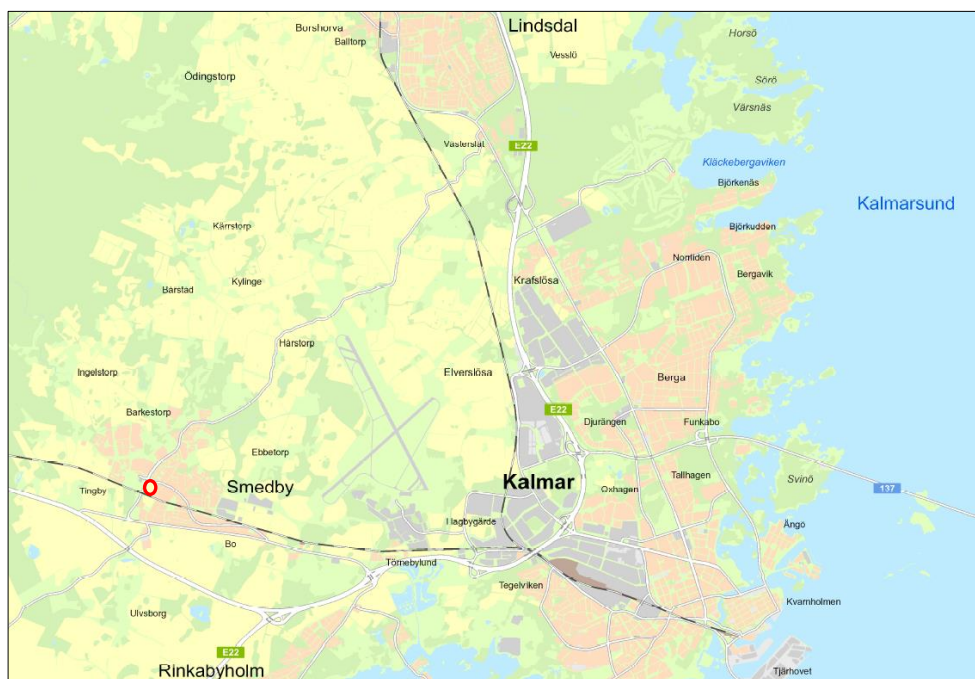 Lindsdal
Borshorva
Balltorp
Vesslö
Horsö
Ödingstorp
Sörö
Värsnäs
Västerslät
E22
Kläckebergaviken
Björkenäs
Kalmarsund
Kärrstorp
Björkudden
Norrliden
Bergavik
Krafslösa
Kylinge
Barstad
Harstorp
Elverslösa
Ingelstorp
Berga
Barkestorp
E22
Djurängen
Funkabo
Ebbetorp
Kalmar
Tallhagen
Svinö
Tingby
Smedby
Oxhagen
137
Hagbygärde
Ängö
Bo
Törnebylund
Tegelviken
Kvarnholmen
Ulvsborg
E22
Rinkabyholm
Tjärhovet